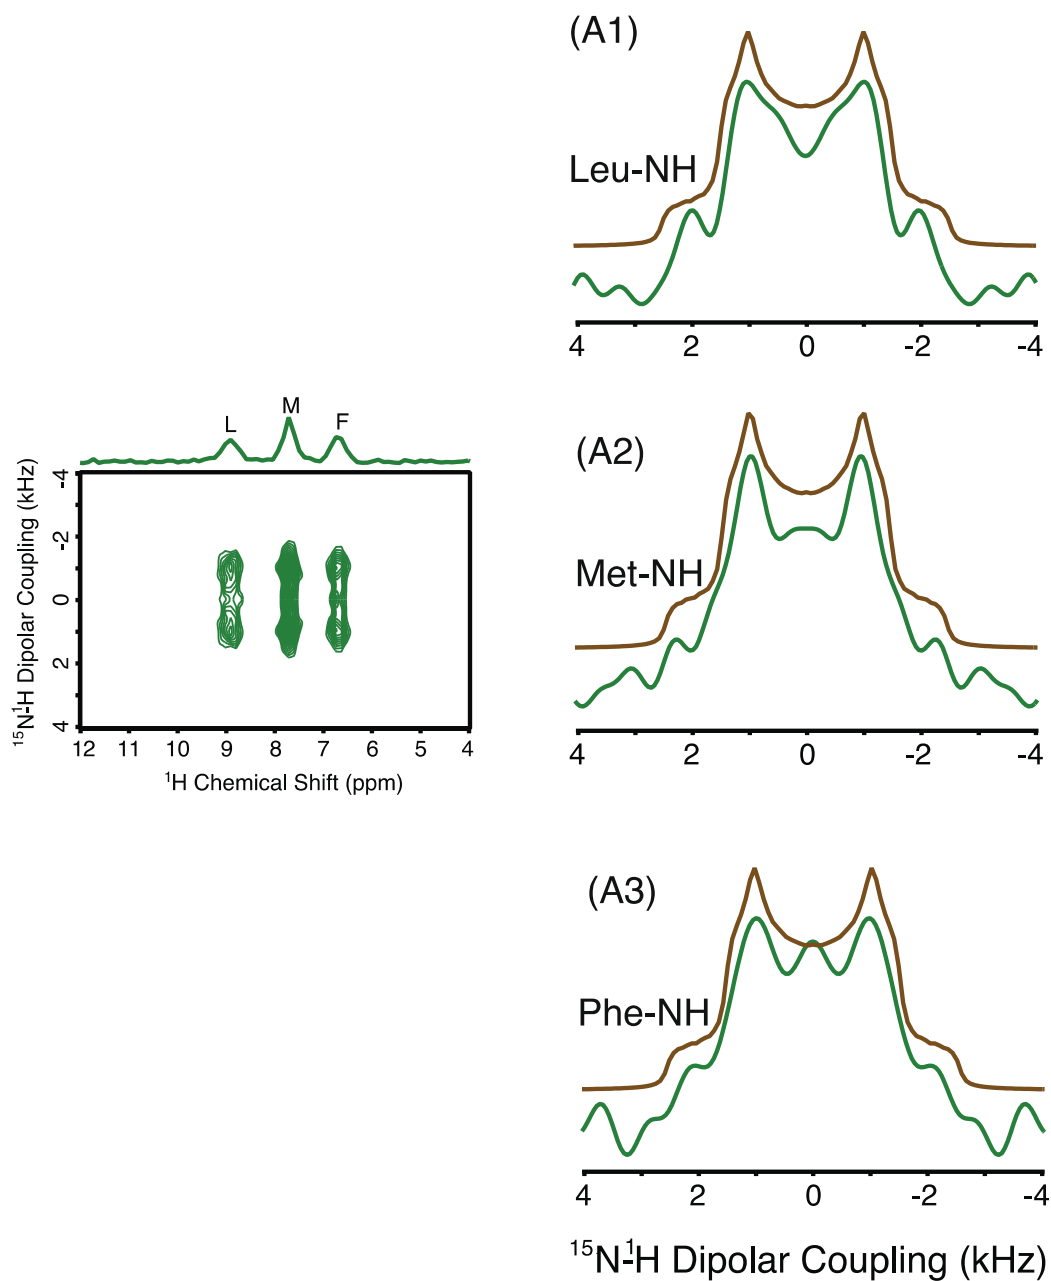 (A1)
Leu-NH
4 2 0 -2 -4
L M F
15N-1H Dipolar Coupling (kHz)
-4
-2
0
2
4
12 11 10 9 8 7 6 5 4
1H Chemical Shift (ppm)
(A2)
Met-NH
4 2 0 -2 -4
(A3)
Phe-NH
4 2 0 -2 -4
15N-1H Dipolar Coupling (kHz)